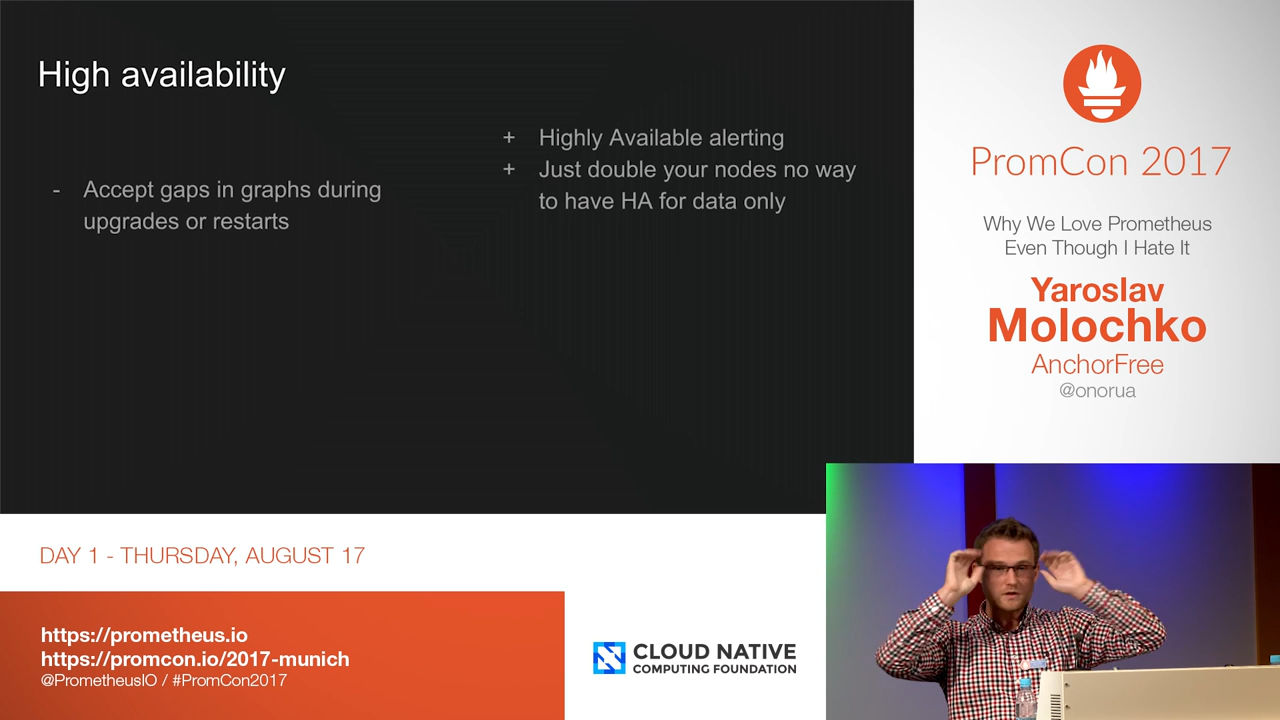 High availability
- Accept gaps in graphs during
upgrades or restarts
+ Highly Available alerting
+ Just double your nodes no way
to have HA for data only
PromCon 2017
Why We Love Prometheus
Even Though I Hate It
Yaroslav
Molochko
AnchorFree
@onorua
DAY 1 - THURSDAY, AUGUST 17
https://prometheus.io
https://promcon.io/2017-munich
@PrometheusIO / #PromCon2017
CLOUD NATIVE
COMPUTING FOUNDATION